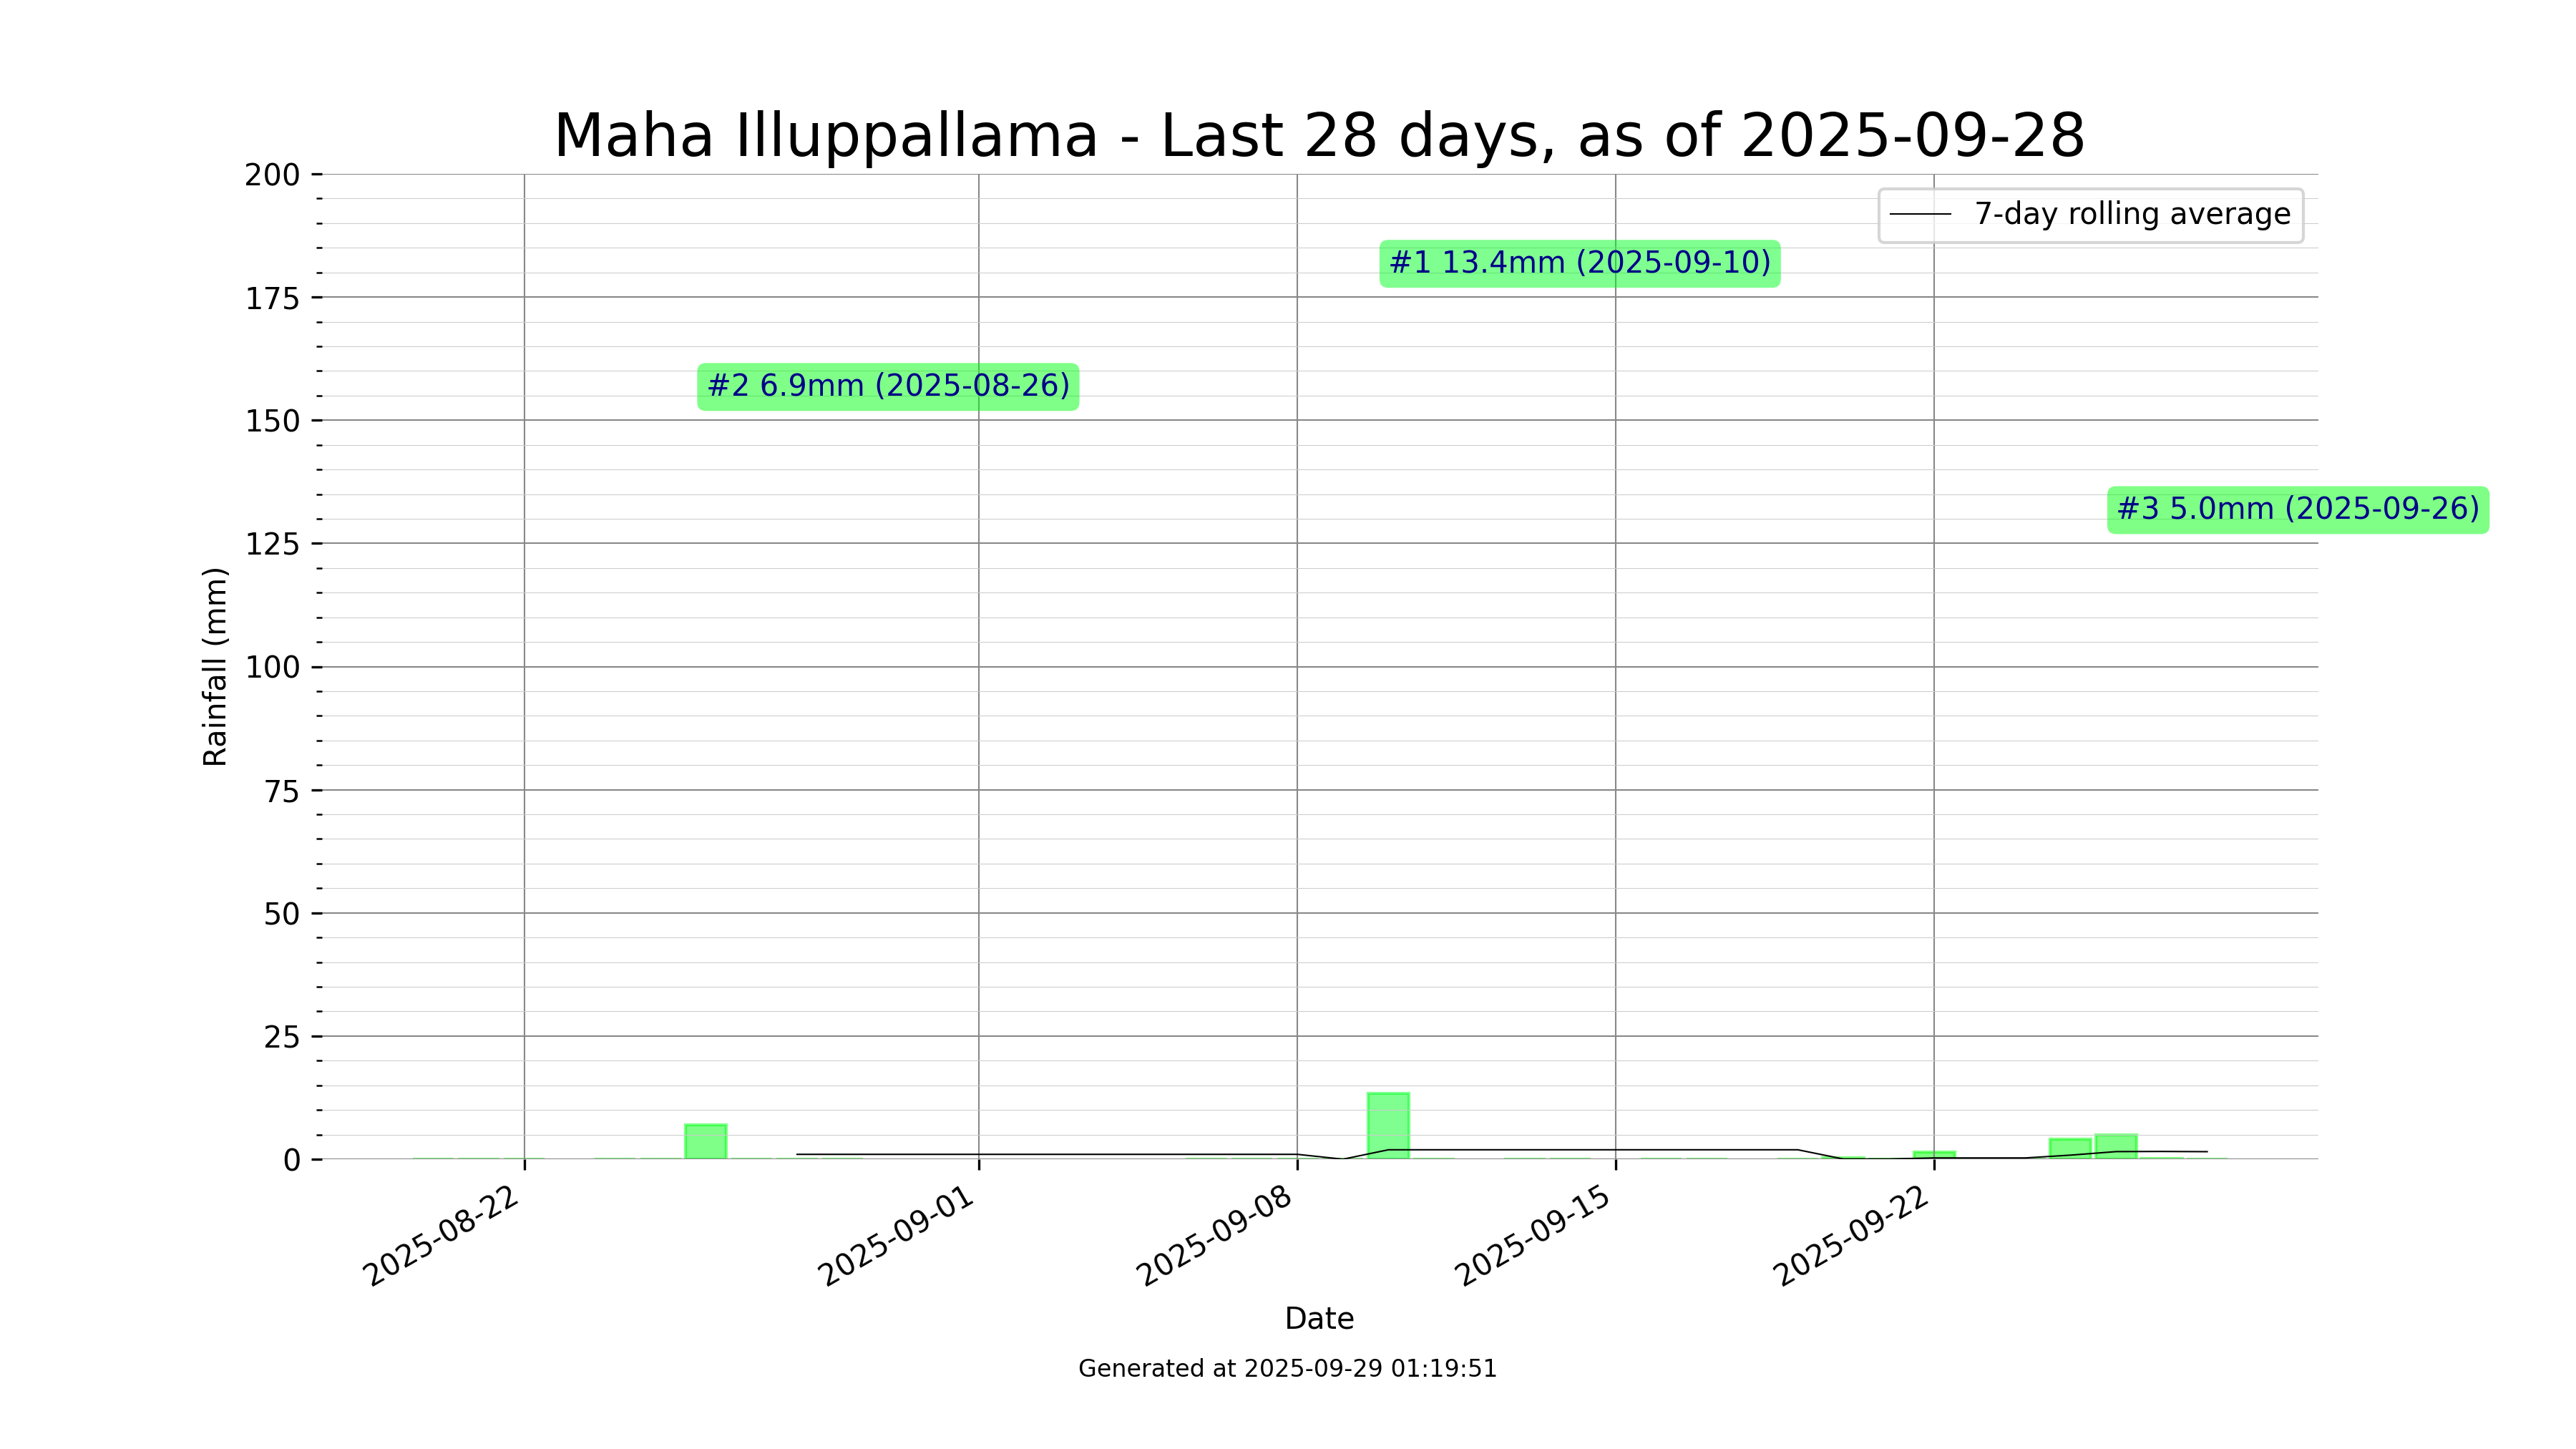 Maha Illuppallama - Last 28 days, as of 2025-09-28
200
175
150
125
100
75
50
25
0
Rainfall (mm)
7-day rolling average
#1 13.4mm (2025-09-10)
#2 6.9mm (2025-08-26)
#3 5.0mm (2025-09-26)
2025-08-22
2025-09-01
2025-09-08
2025-09-15
2025-09-22
Date
Generated at 2025-09-29 01:19:51